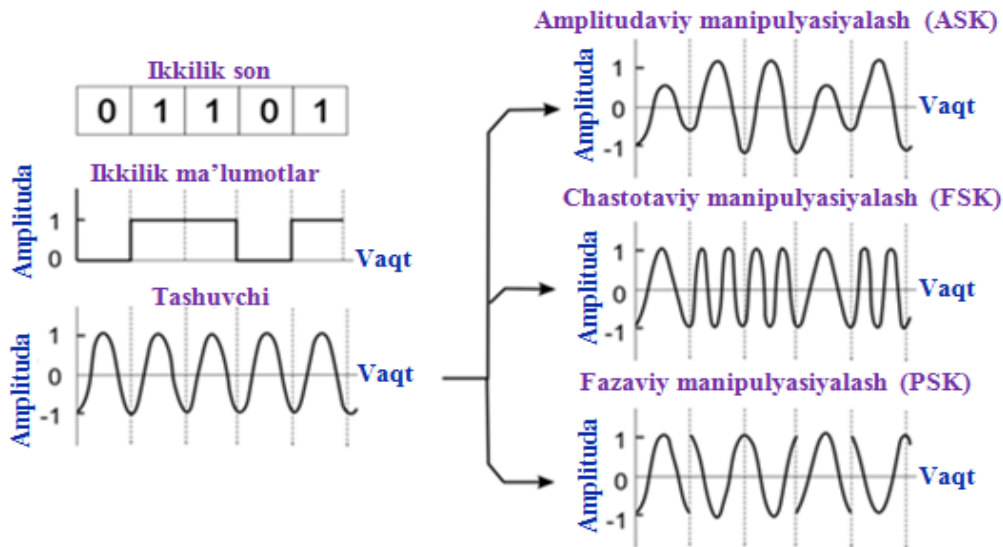 Ikkilik son
0 1 1 0 1
Ikkilik ma’lumotlar
Amplituda
1
0
Vaqt
Tashuvchi
Amplituda
1
0
-1
Vaqt
Amplitudaviy manipulyasiyalash (ASK)
Amplituda
1
0
-1
Vaqt
Chastotaviy manipulyasiyalash (FSK)
Amplituda
1
0
-1
Vaqt
Fazaviy manipulyasiyalash (PSK)
Amplituda
1
0
-1
Vaqt